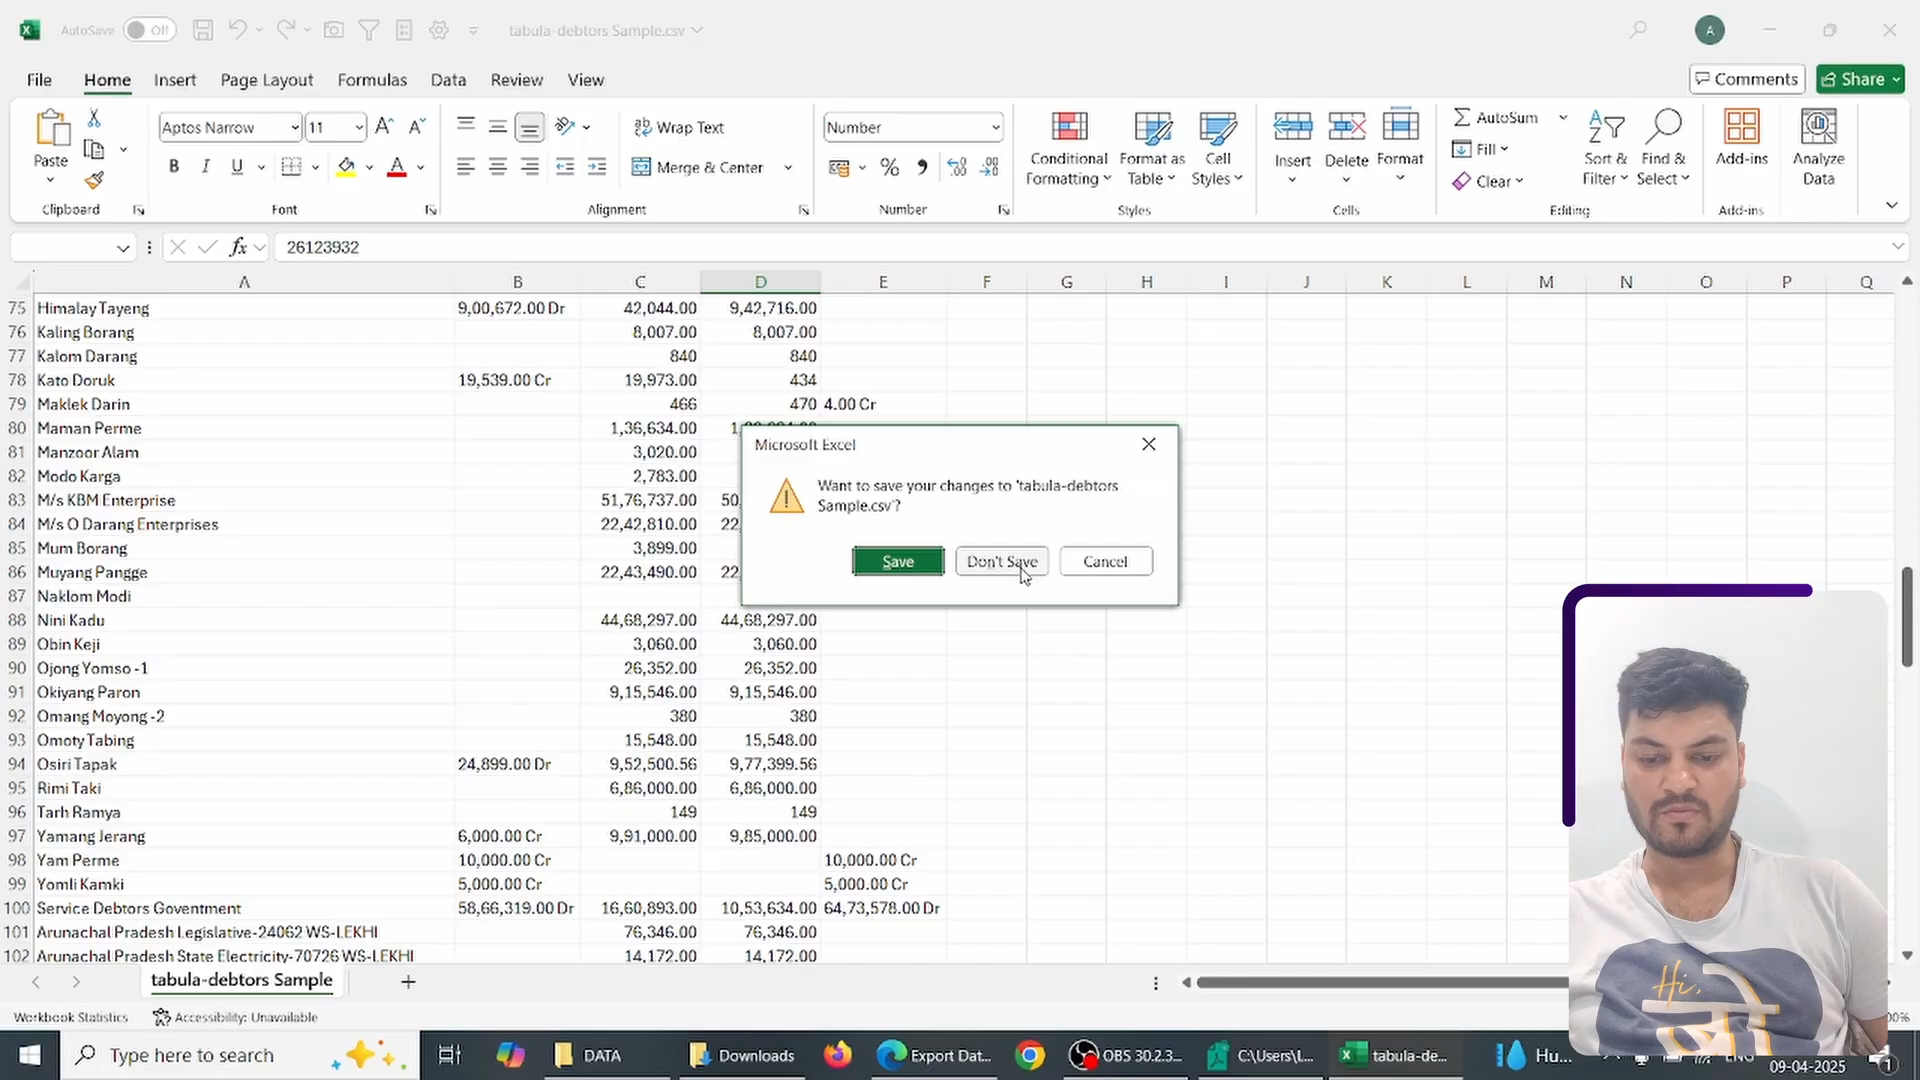 AutoSave Off tabula-debtors Sample.csv A
File Home Insert Page Layout Formulas Data Review View Comments Share
Paste
Clipboard
Aptos Narrow 11
B I U
Font
Wrap Text
Merge & Center
Alignment
Number
%
Number
Conditional Formatting
Format as Table
Cell Styles
Styles
Insert Delete Format
Cells
AutoSum
Fill
Clear
Sort & Filter
Find & Select
Editing
Add-ins
Add-ins
Analyze Data
fx 26123932
A B C D E F G H I J K L M N O P Q
75 Himalay Tayeng 9,00,672.00 Dr 42,044.00 9,42,716.00
76 Kaling Borang 8,007.00 8,007.00
77 Kalom Darang 840 840
78 Kato Doruk 19,539.00 Cr 19,973.00 434
79 Maklek Darin 466 470 4.00 Cr
80 Maman Perme 1,36,634.00
81 Manzoor Alam 3,020.00
82 Modo Karga 2,783.00
83 M/s KBM Enterprise 51,76,737.00 50,
84 M/s O Darang Enterprises 22,42,810.00 22,
85 Mum Borang 3,899.00
86 Muyang Pangge 22,43,490.00 22,
87 Naklom Modi
88 Nini Kadu 44,68,297.00 44,68,297.00
89 Obin Keji 3,060.00 3,060.00
90 Ojong Yomso -1 26,352.00 26,352.00
91 Okiyang Paron 9,15,546.00 9,15,546.00
92 Omang Moyong -2 380 380
93 Omoty Tabing 15,548.00 15,548.00
94 Osiri Tapak 24,899.00 Dr 9,52,500.56 9,77,399.56
95 Rimi Taki 6,86,000.00 6,86,000.00
96 Tarh Ramya 149 149
97 Yamang Jerang 6,000.00 Cr 9,91,000.00 9,85,000.00
98 Yam Perme 10,000.00 Cr 10,000.00 Cr
99 Yomli Kamki 5,000.00 Cr 5,000.00 Cr
100 Service Debtors Goventment 58,66,319.00 Dr 16,60,893.00 10,53,634.00 64,73,578.00 Dr
101 Arunachal Pradesh Legislative-24062 WS-LEKHI 76,346.00 76,346.00
102 Arunachal Pradesh State Electricity-70726 WS-LEKHI 14,172.00 14,172.00
Microsoft Excel
Want to save your changes to 'tabula-debtors
Sample.csv'?
Save Don't Save Cancel
Hi,
tabula-debtors Sample
Workbook Statistics Accessibility: Unavailable
Type here to search DATA Downloads Export Dat... OBS 30.2.3... C:\Users\L... tabula-de... Hu...
09-04-2025
1